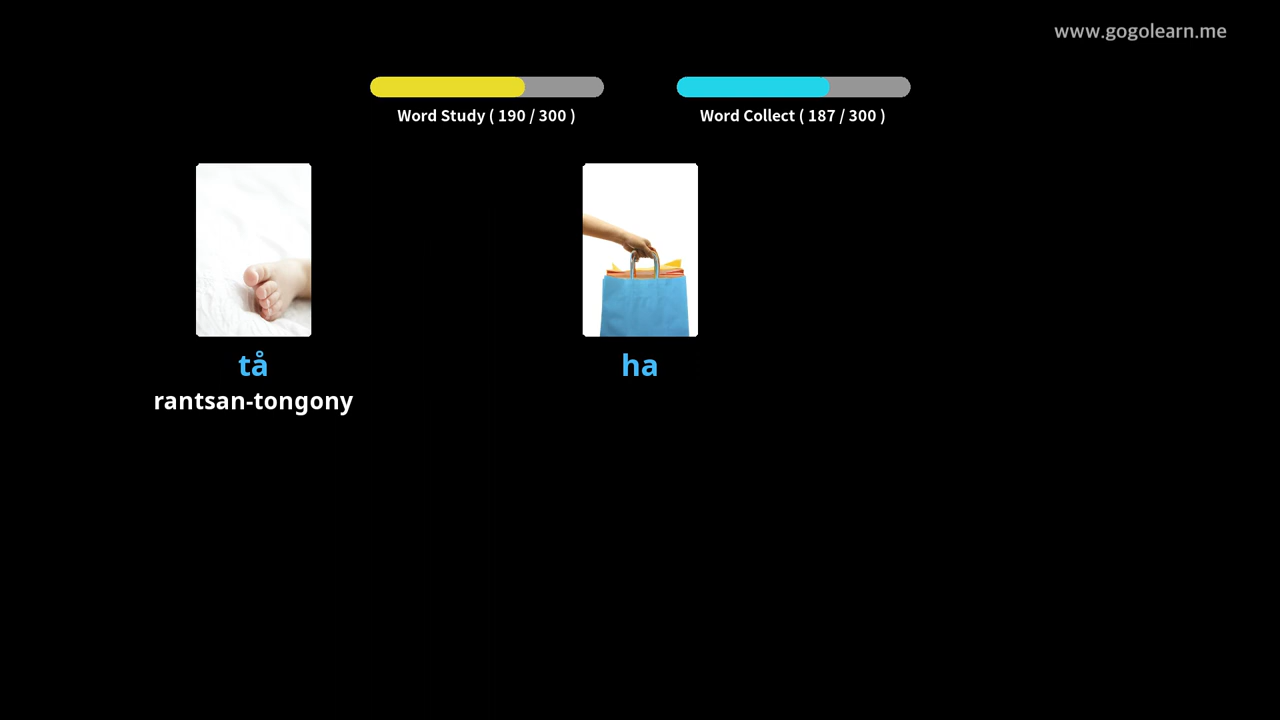 www.gogolearn.me
Word Study ( 190 / 300 )
Word Collect ( 187 / 300 )
tå
rantsan-tongony
ha